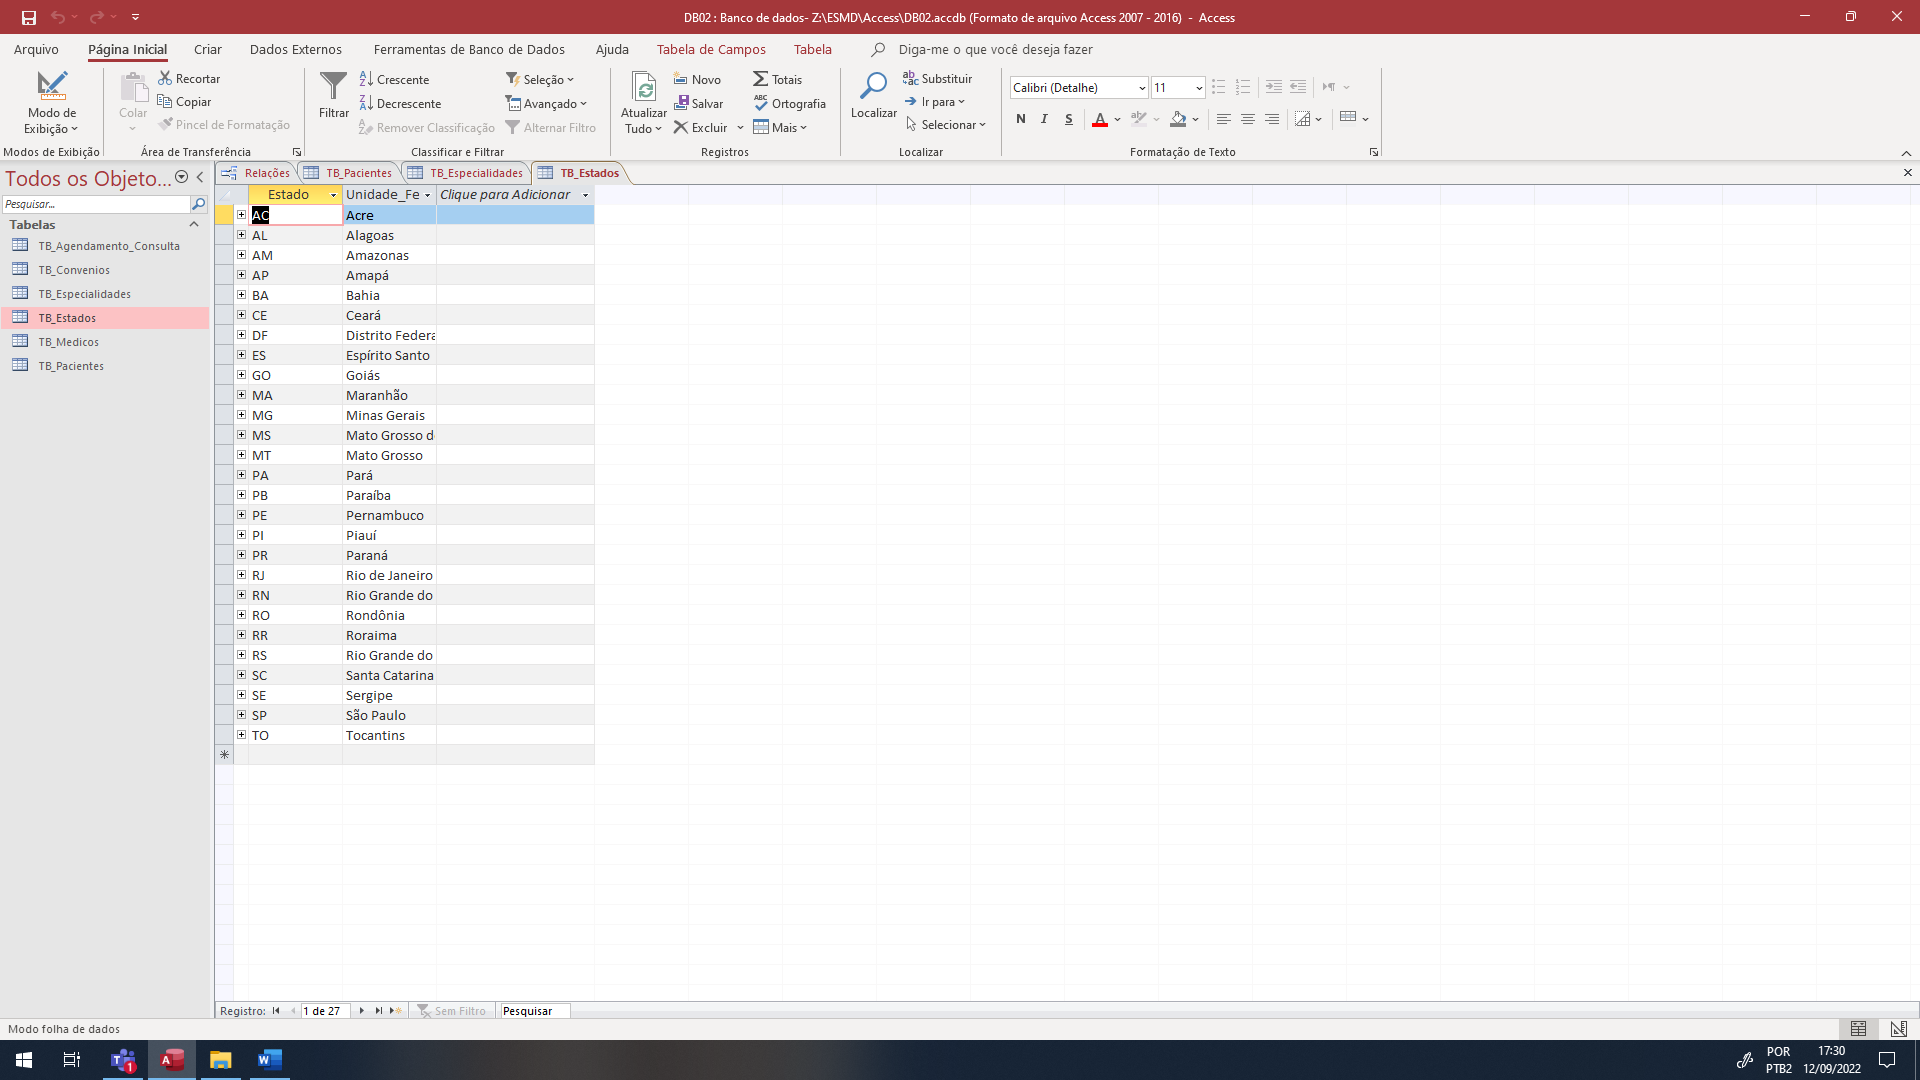 DB02 : Banco de dados- Z:\ESMD\Access\DB02.accdb (Formato de arquivo Access 2007 - 2016)  -  Access
Arquivo Página Inicial Criar Dados Externos Ferramentas de Banco de Dados Ajuda Tabela de Campos Tabela Diga-me o que você deseja fazer
Modo de Exibição
Modos de Exibição
Colar
Recortar
Copiar
Pincel de Formatação
Área de Transferência
Filtrar
Crescente
Decrescente
Remover Classificação
Seleção
Avançado
Alternar Filtro
Classificar e Filtrar
Atualizar Tudo
Novo
Salvar
Excluir
Totais
Ortografia
Mais
Registros
Localizar
Substituir
Ir para
Selecionar
Localizar
Calibri (Detalhe) 11
N I S
Formatação de Texto
Todos os Objeto...
Pesquisar...
Tabelas
TB_Agendamento_Consulta
TB_Convenios
TB_Especialidades
TB_Estados
TB_Medicos
TB_Pacientes
Relações TB_Pacientes TB_Especialidades TB_Estados
Estado Unidade_Fe Clique para Adicionar
AC Acre
AL Alagoas
AM Amazonas
AP Amapá
BA Bahia
CE Ceará
DF Distrito Federa
ES Espírito Santo
GO Goiás
MA Maranhão
MG Minas Gerais
MS Mato Grosso d
MT Mato Grosso
PA Pará
PB Paraíba
PE Pernambuco
PI Piauí
PR Paraná
RJ Rio de Janeiro
RN Rio Grande do
RO Rondônia
RR Roraima
RS Rio Grande do
SC Santa Catarina
SE Sergipe
SP São Paulo
TO Tocantins
Registro: 1 de 27 Sem Filtro Pesquisar
Modo folha de dados
POR
PTB2
17:30
12/09/2022